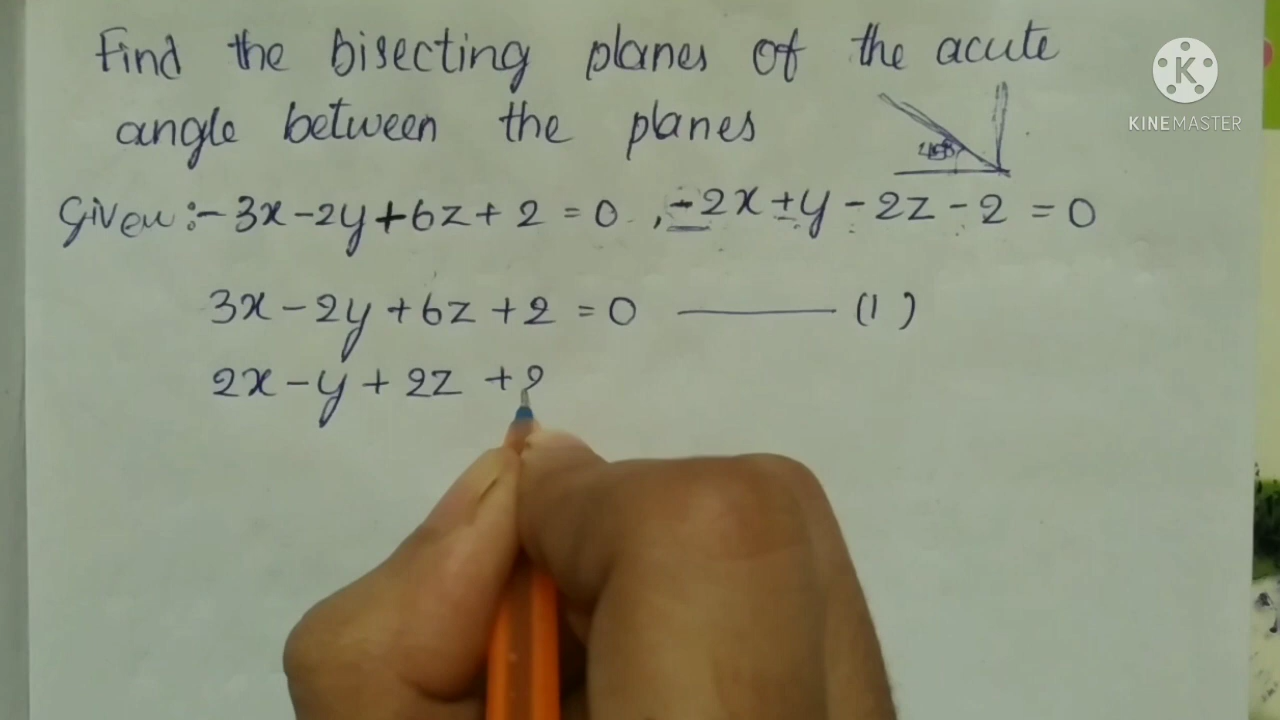 Find the bisecting planes of the acute
angle between the planes
KINEMASTER
Given:- 3x - 2y + 6z + 2 = 0, -2x + y - 2z - 2 = 0
3x - 2y + 6z + 2 = 0 ——— (1)
2x - y + 2z + 2